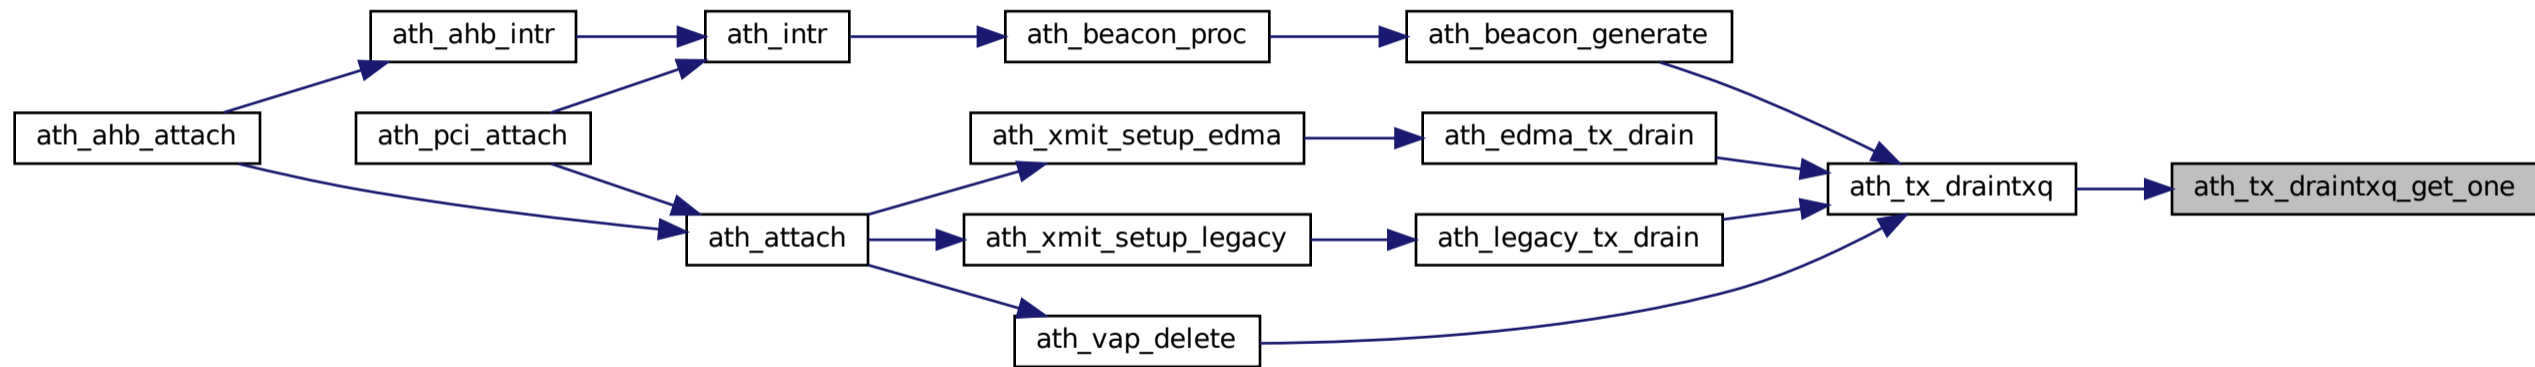 ath_ahb_intr
ath_intr
ath_beacon_proc
ath_beacon_generate
ath_ahb_attach
ath_pci_attach
ath_xmit_setup_edma
ath_edma_tx_drain
ath_tx_draintxq
ath_tx_draintxq_get_one
ath_attach
ath_xmit_setup_legacy
ath_legacy_tx_drain
ath_vap_delete